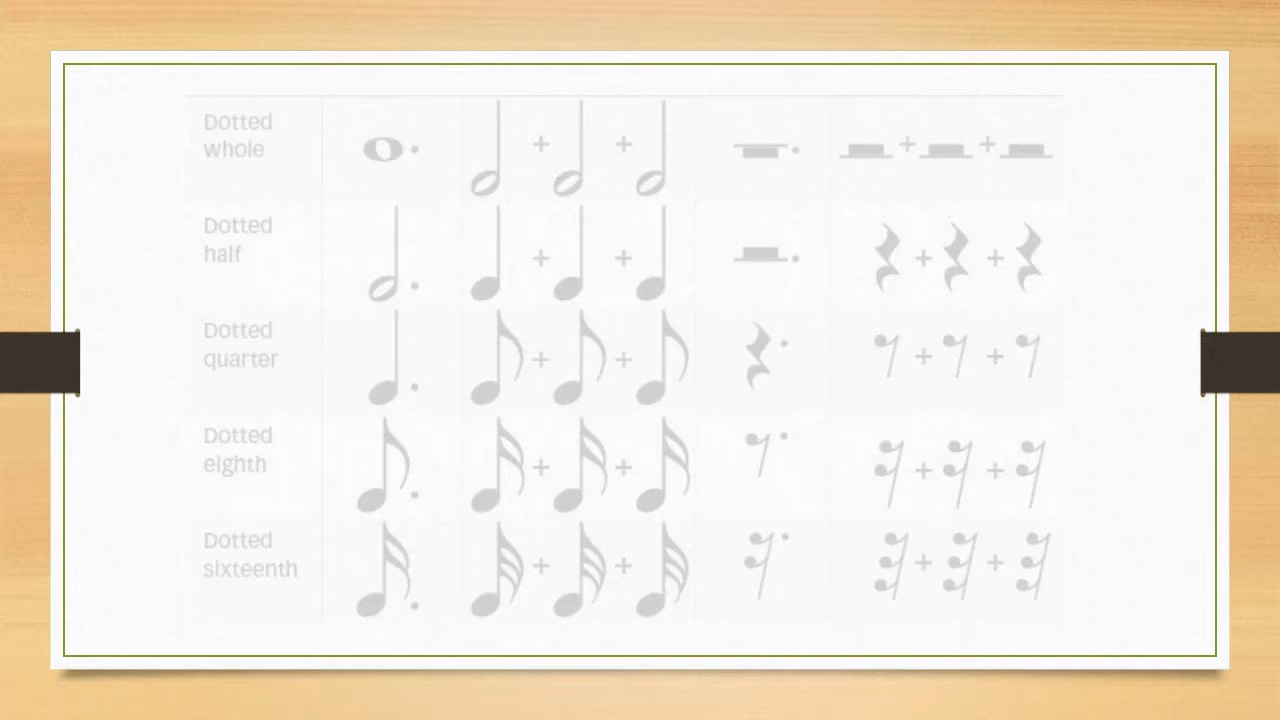 Dotted
whole
+ +
+ +
Dotted
half
+ +
+ +
Dotted
quarter
+ +
+ +
Dotted
eighth
+ +
+ +
Dotted
sixteenth
+ +
+ +